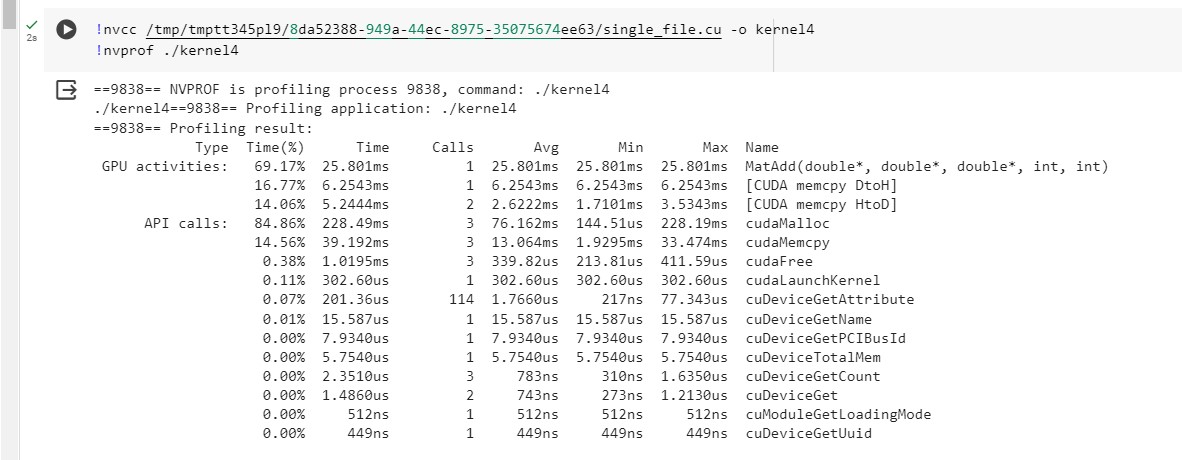 2s
!nvcc /tmp/tmptt345pl9/8da52388-949a-44ec-8975-35075674ee63/single_file.cu -o kernel4
!nvprof ./kernel4
==9838== NVPROF is profiling process 9838, command: ./kernel4
./kernel4==9838== Profiling application: ./kernel4
==9838== Profiling result:
Type Time(%) Time Calls Avg Min Max Name
GPU activities: 69.17% 25.801ms 1 25.801ms 25.801ms 25.801ms MatAdd(double*, double*, double*, int, int)
16.77% 6.2543ms 1 6.2543ms 6.2543ms 6.2543ms [CUDA memcpy DtoH]
14.06% 5.2444ms 2 2.6222ms 1.7101ms 3.5343ms [CUDA memcpy HtoD]
API calls: 84.86% 228.49ms 3 76.162ms 144.51us 228.19ms cudaMalloc
14.56% 39.192ms 3 13.064ms 1.9295ms 33.474ms cudaMemcpy
0.38% 1.0195ms 3 339.82us 213.81us 411.59us cudaFree
0.11% 302.60us 1 302.60us 302.60us 302.60us cudaLaunchKernel
0.07% 201.36us 114 1.7660us 217ns 77.343us cuDeviceGetAttribute
0.01% 15.587us 1 15.587us 15.587us 15.587us cuDeviceGetName
0.00% 7.9340us 1 7.9340us 7.9340us 7.9340us cuDeviceGetPCIBusId
0.00% 5.7540us 1 5.7540us 5.7540us 5.7540us cuDeviceTotalMem
0.00% 2.3510us 3 783ns 310ns 1.6350us cuDeviceGetCount
0.00% 1.4860us 2 743ns 273ns 1.2130us cuDeviceGet
0.00% 512ns 1 512ns 512ns 512ns cuModuleGetLoadingMode
0.00% 449ns 1 449ns 449ns 449ns cuDeviceGetUuid